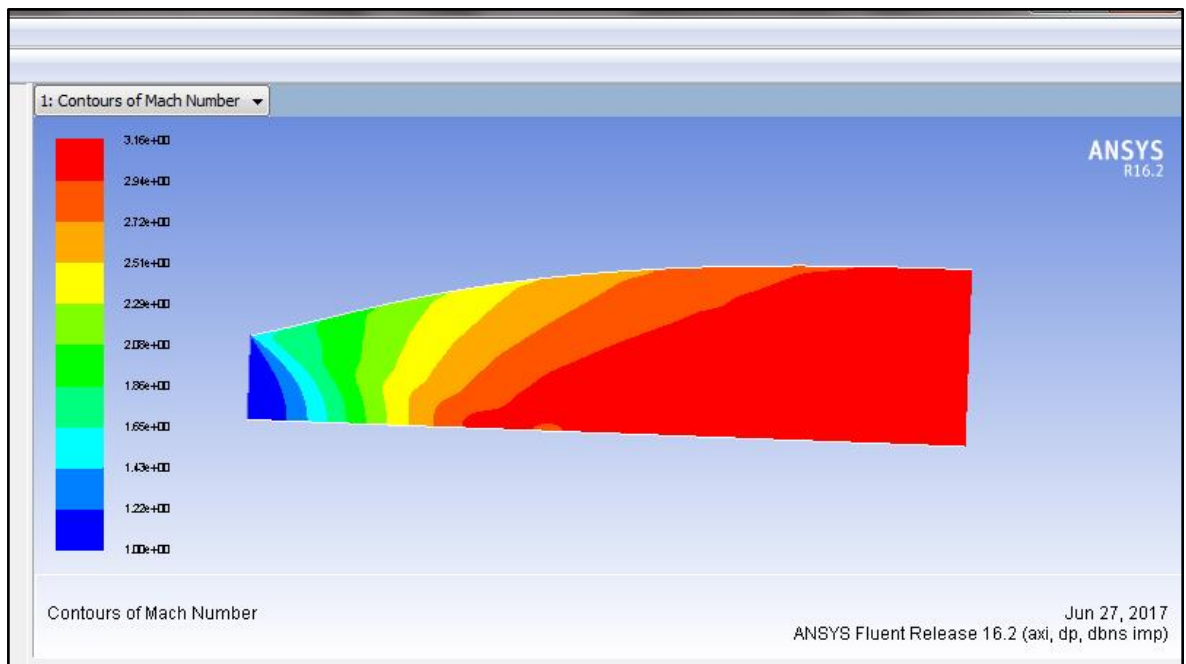 1: Contours of Mach Number
3.16e+00
2.94e+00
2.72e+00
2.51e+00
2.29e+00
2.08e+00
1.86e+00
1.65e+00
1.43e+00
1.22e+00
1.00e+00
ANSYS
R16.2
Contours of Mach Number
Jun 27, 2017
ANSYS Fluent Release 16.2 (axi, dp, dbns imp)